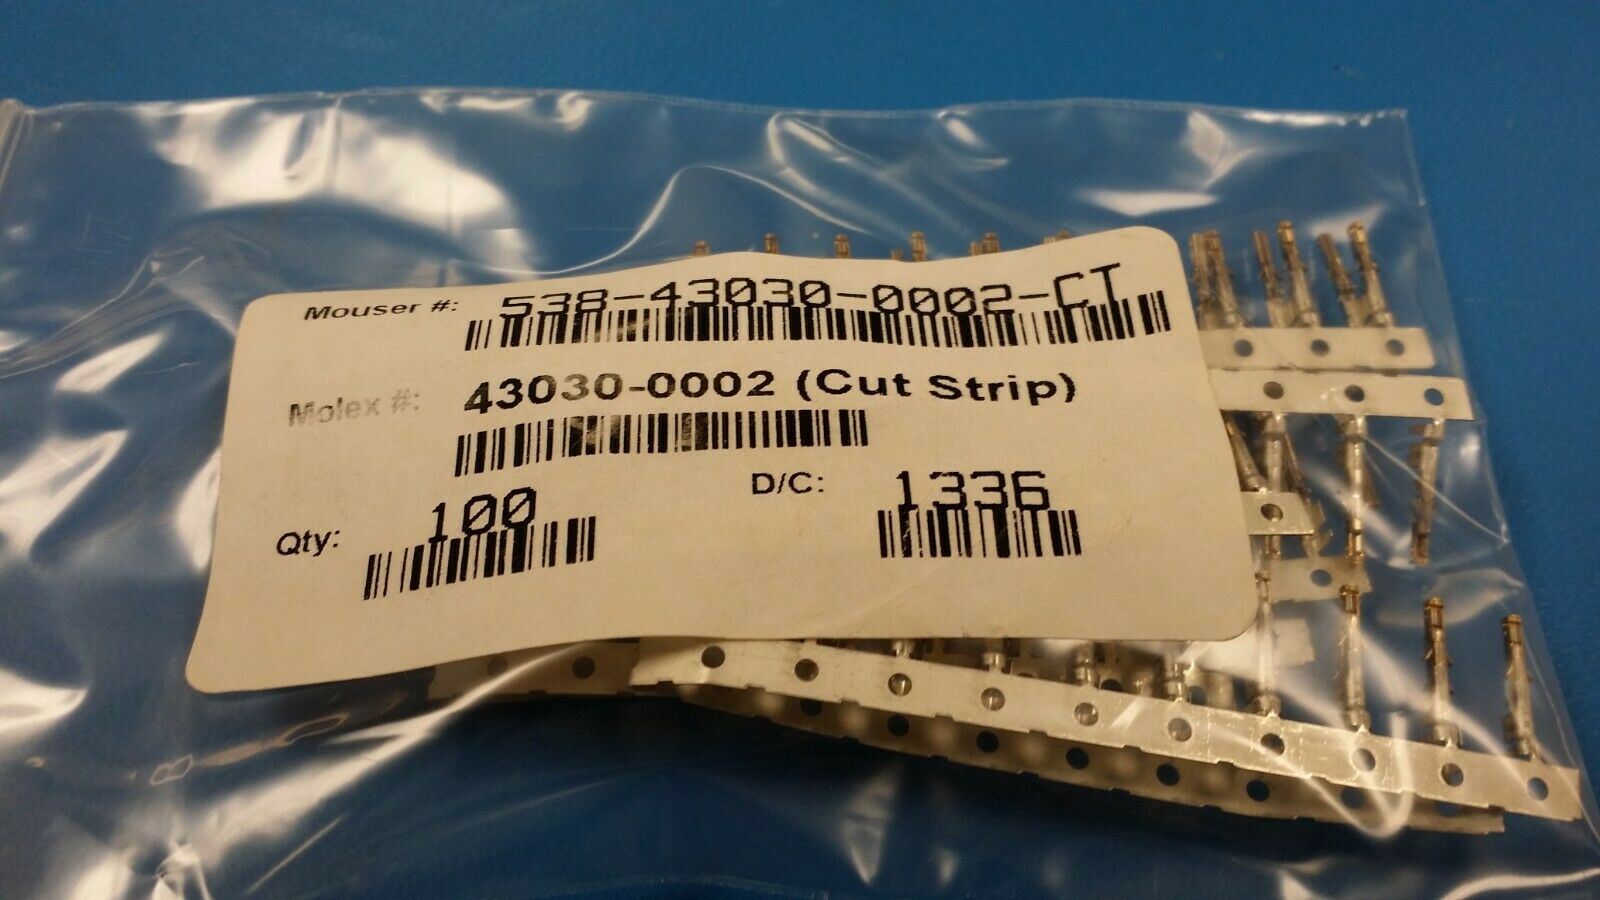 Mouser #: 538-43030-0002-CT
Molex #: 43030-0002 (Cut Strip)
Qty: 100 D/C: 1336